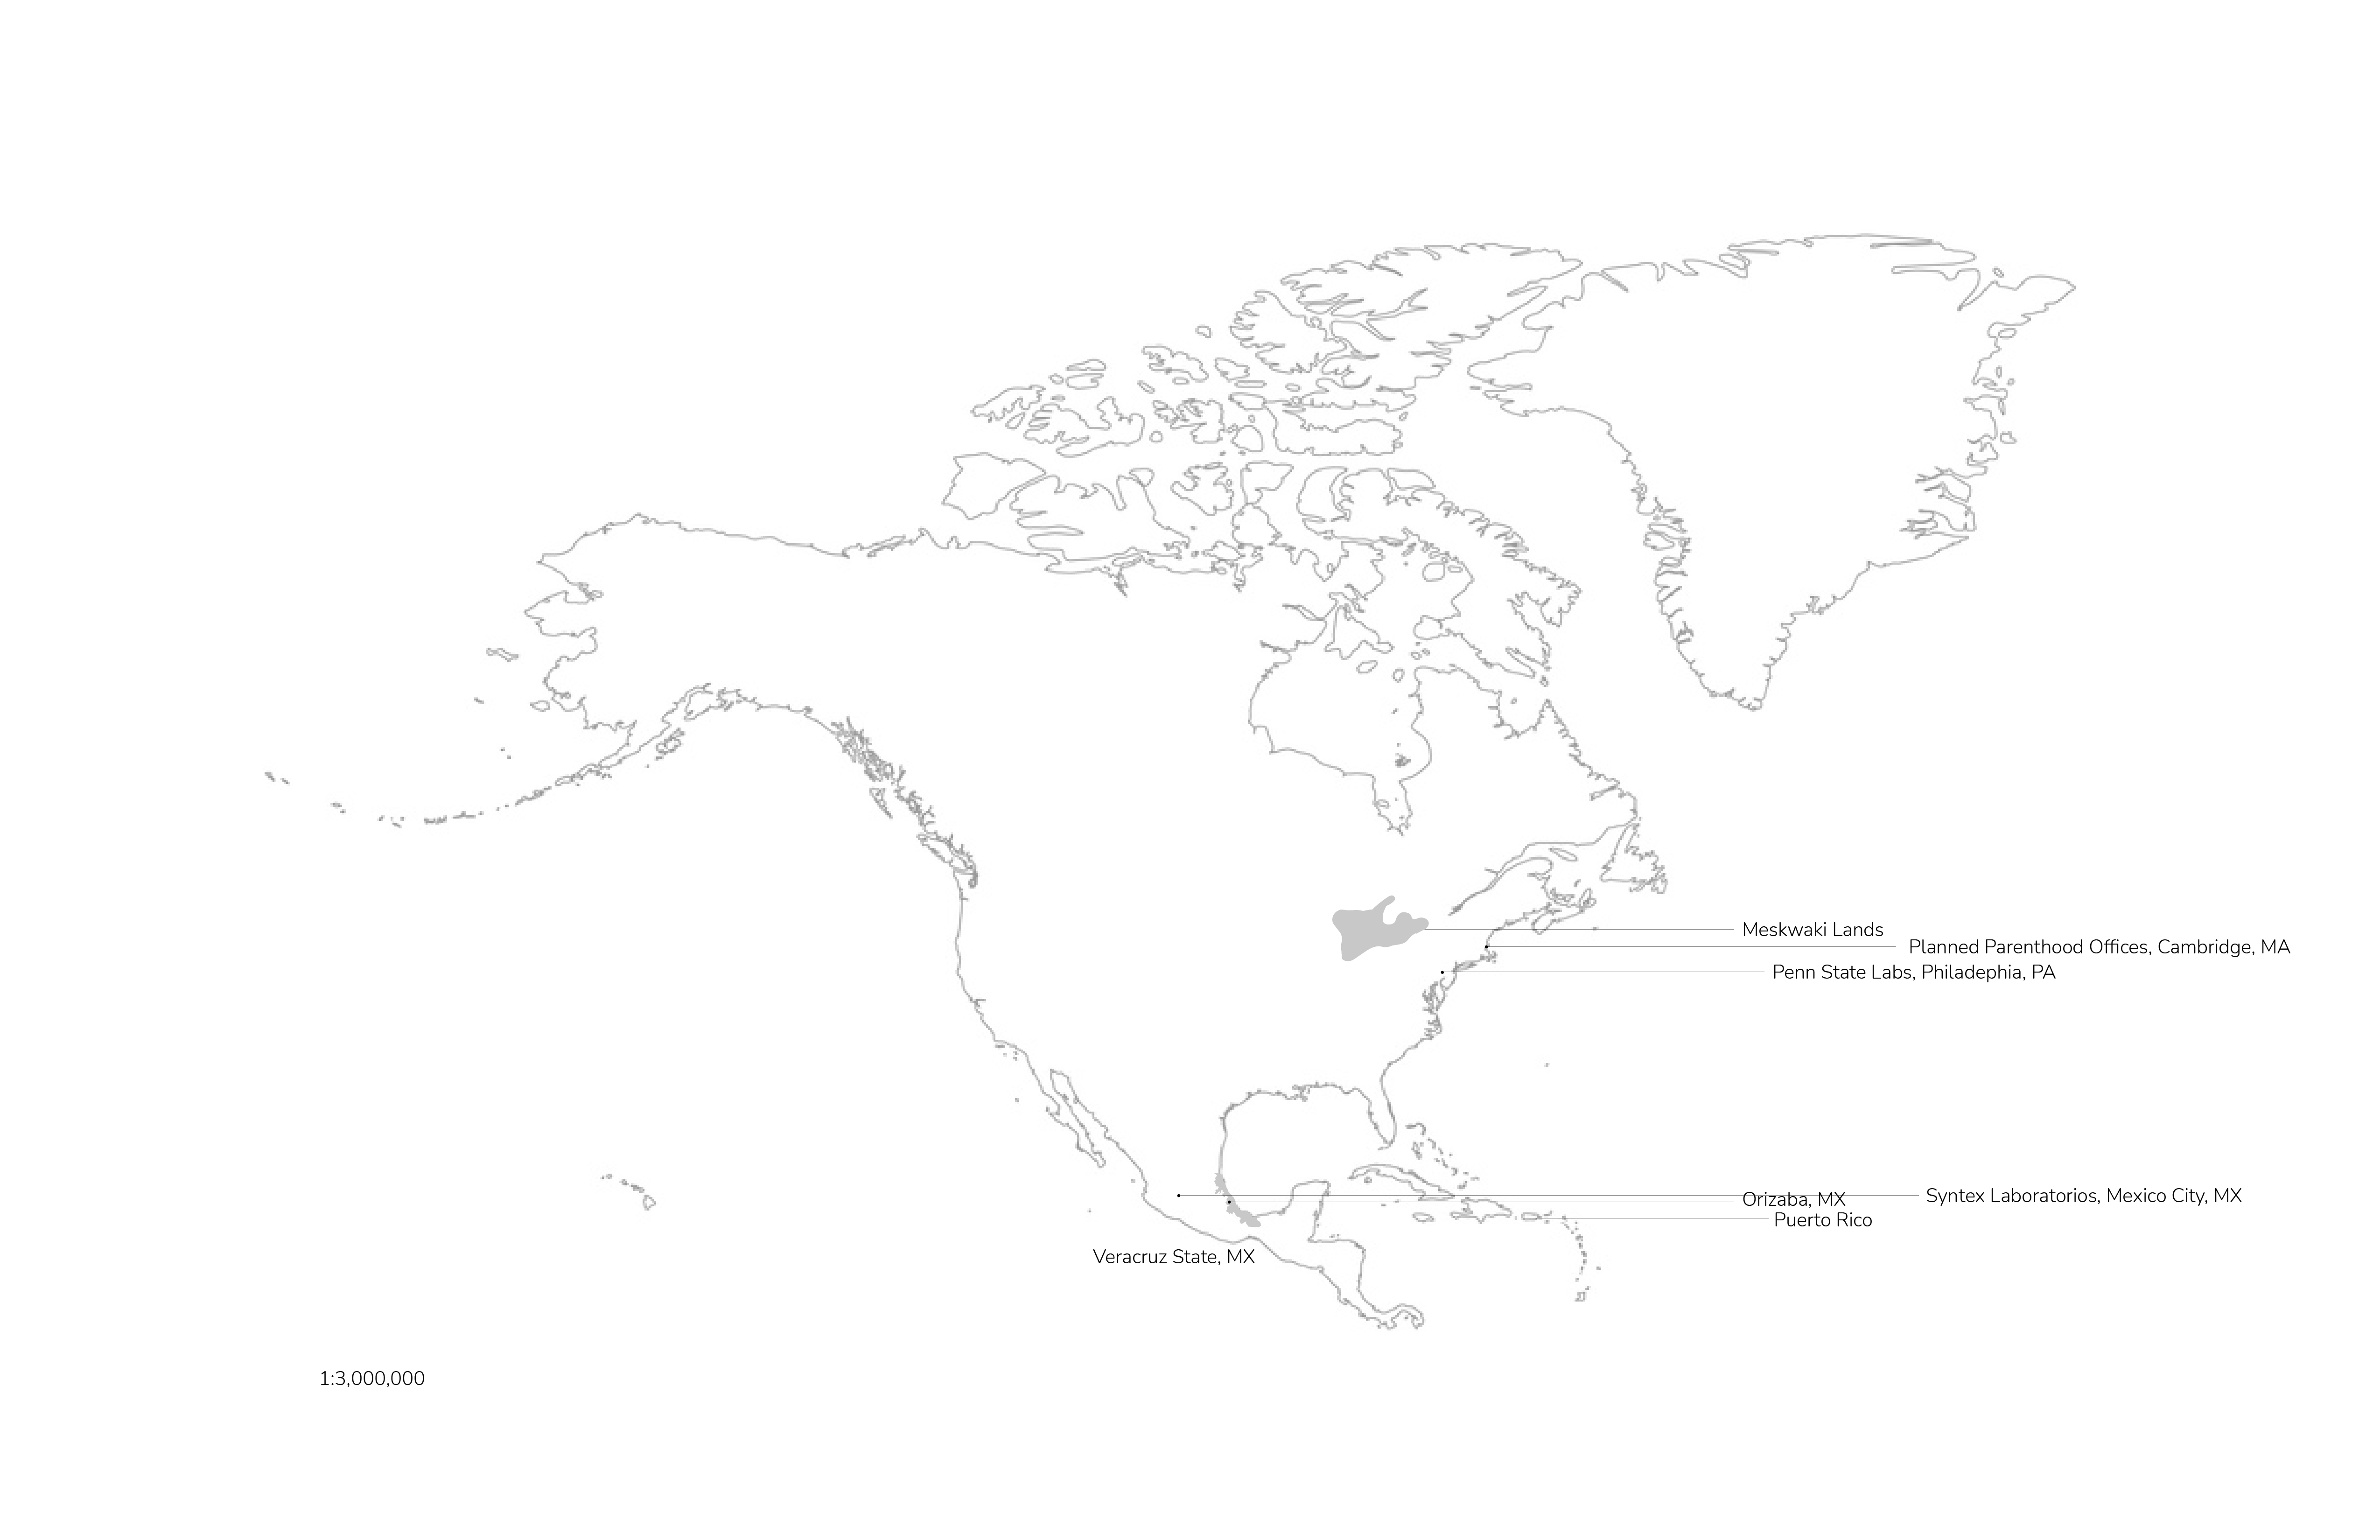 Meskwaki Lands
Planned Parenthood Offices, Cambridge, MA
Penn State Labs, Philadephia, PA
Syntex Laboratorios, Mexico City, MX
Orizaba, MX
Puerto Rico
Veracruz State, MX
1:3,000,000